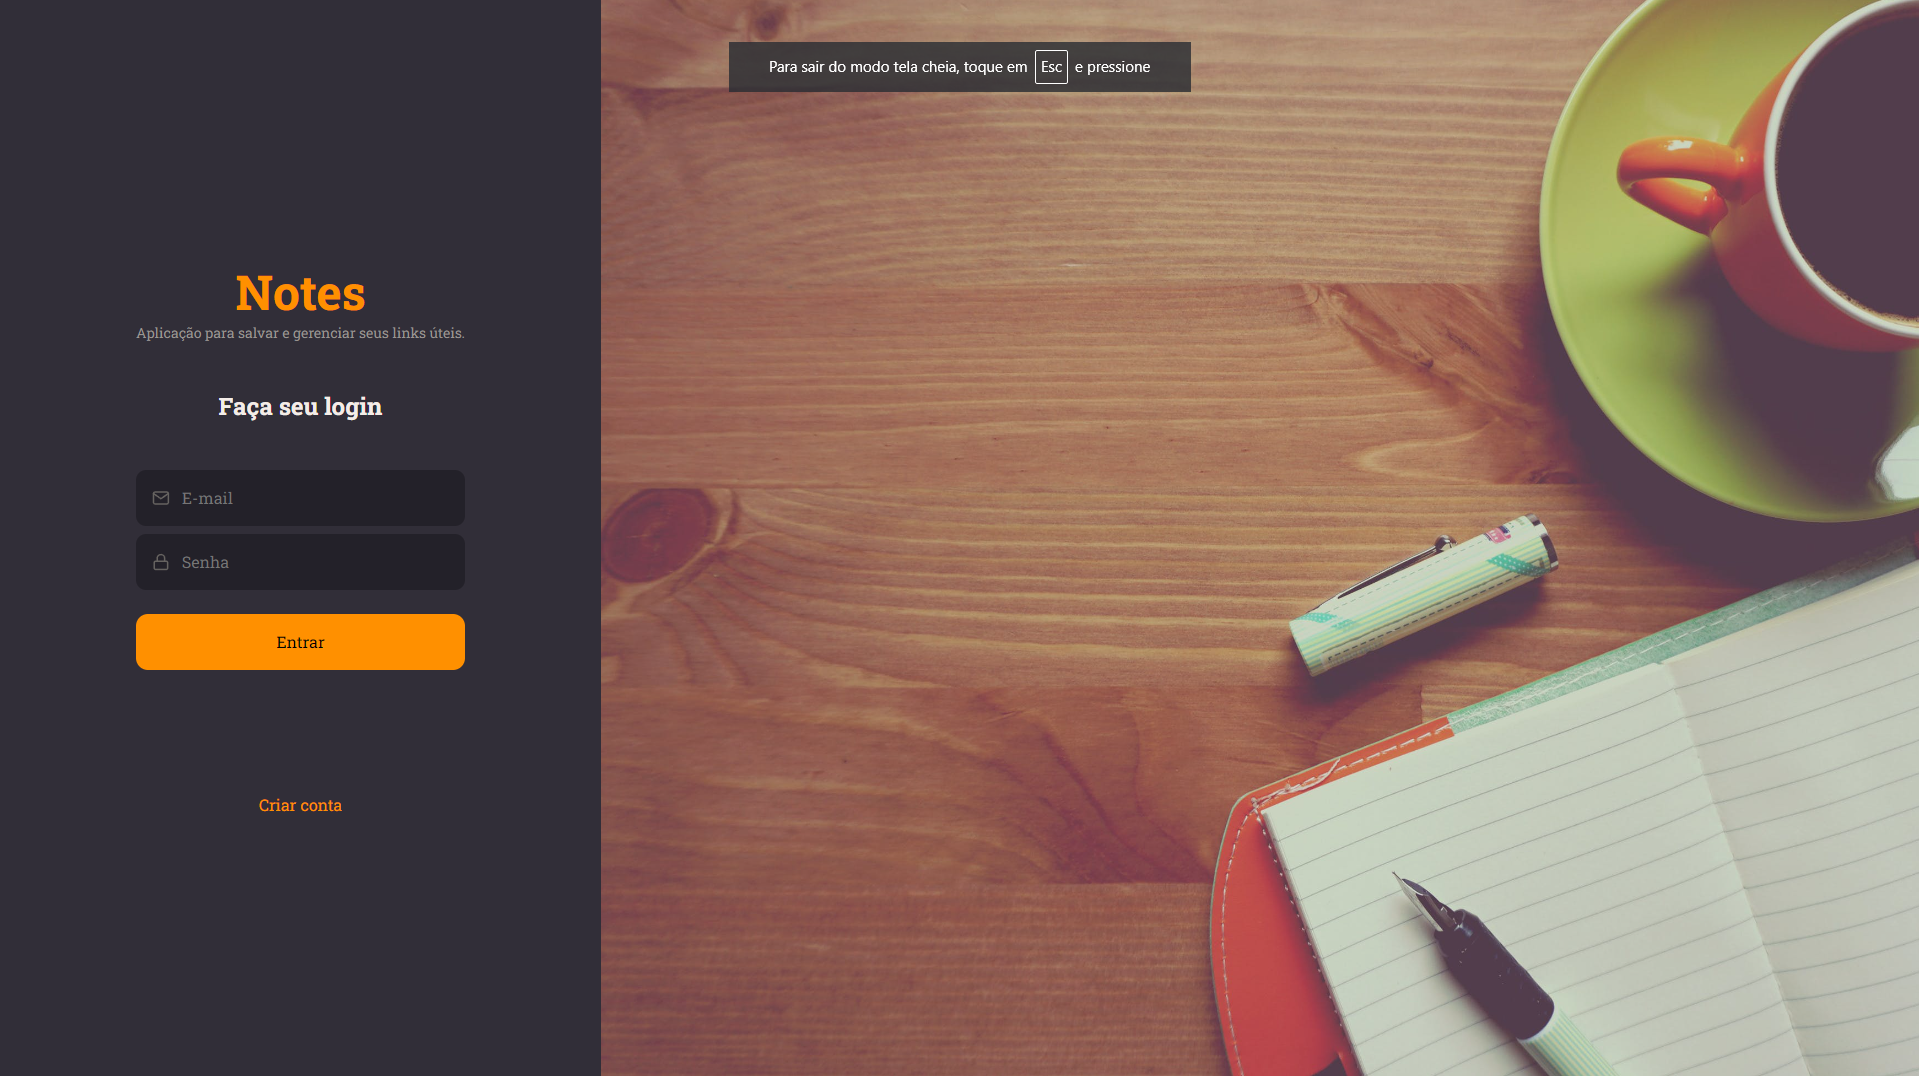 Para sair do modo tela cheia, toque em Esc e pressione
Notes
Aplicação para salvar e gerenciar seus links úteis.
Faça seu login
E-mail
Senha
Entrar
Criar conta